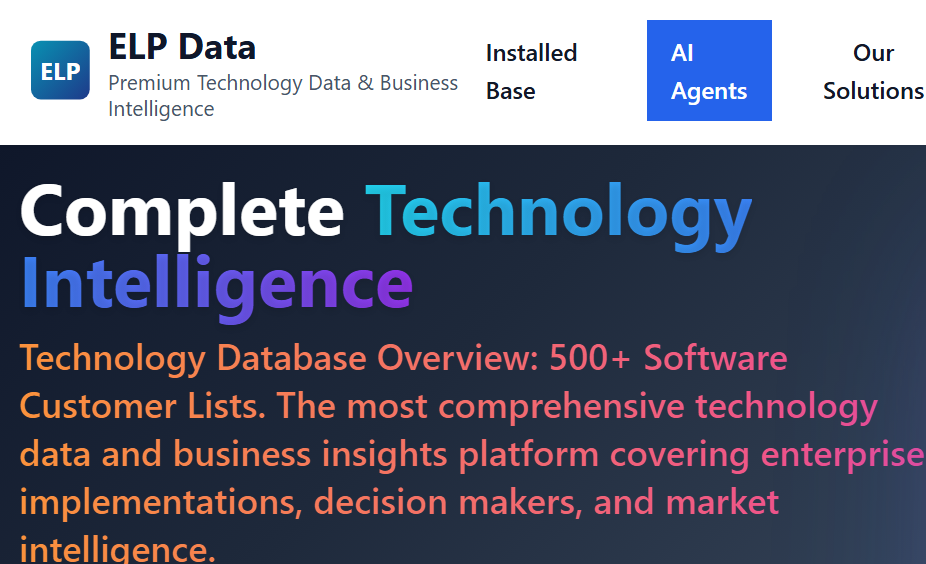 ELP
ELP Data
Premium Technology Data & Business
Intelligence
Installed
Base
AI
Agents
Our
Solutions
Complete Technology
Intelligence
Technology Database Overview: 500+ Software
Customer Lists. The most comprehensive technology
data and business insights platform covering enterprise
implementations, decision makers, and market
intelligence.